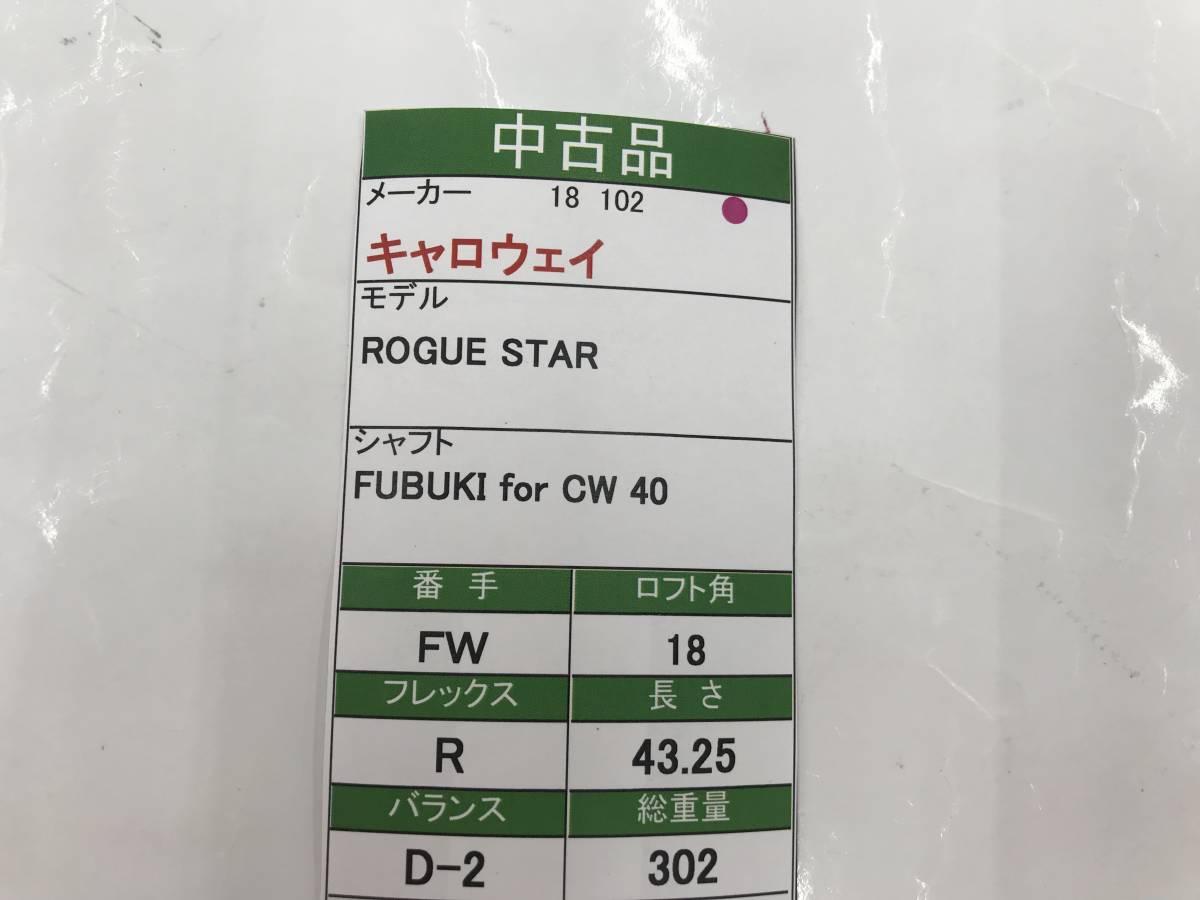 中古品
メーカー 18 102
キャロウェイ
モデル
ROGUE STAR
シャフト
FUBUKI for CW 40
番 手 ロフト角
FW 18
フレックス 長 さ
R 43.25
バランス 総重量
D-2 302